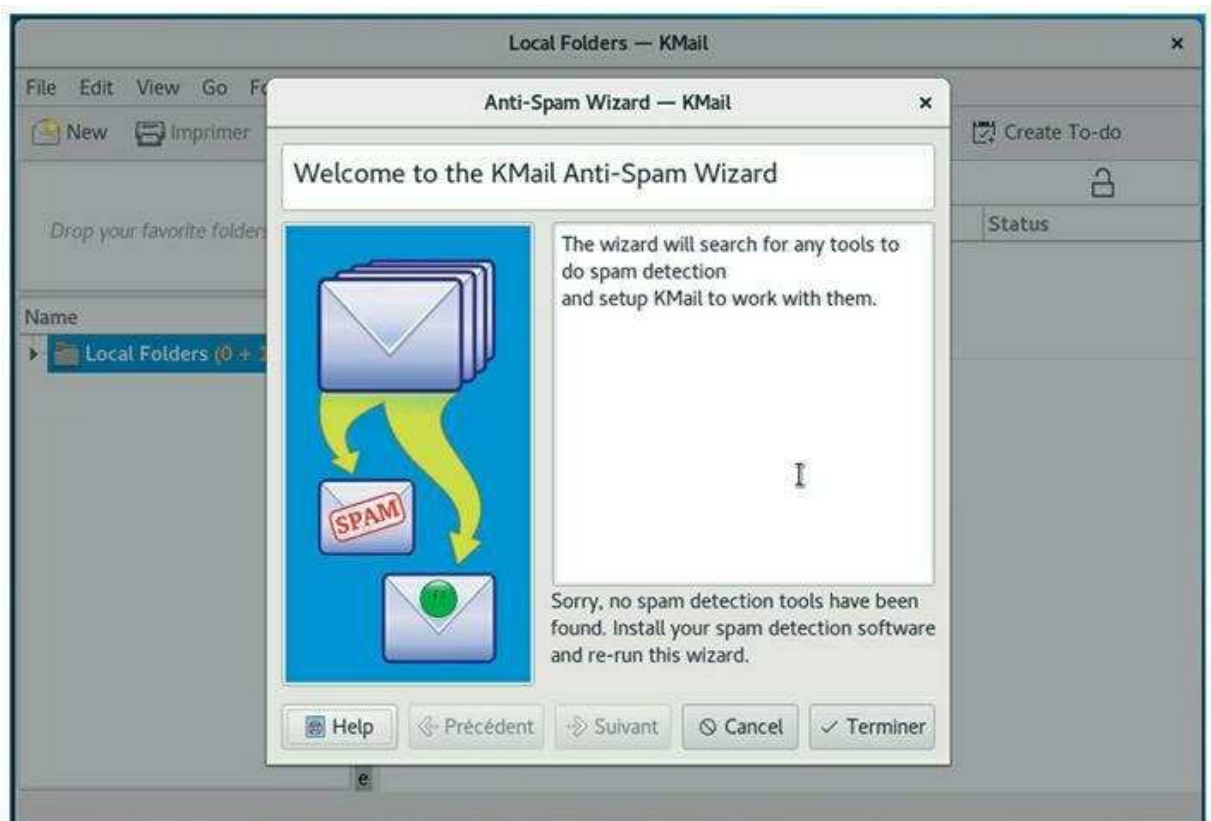 Local Folders — KMail
File Edit View Go
Anti-Spam Wizard — KMail
New Imprimer
Create To-do
Welcome to the KMail Anti-Spam Wizard
Drop your favorite folders
Status
The wizard will search for any tools to
do spam detection
and setup KMail to work with them.
Name
Local Folders (0 +
SPAM
Sorry, no spam detection tools have been
found. Install your spam detection software
and re-run this wizard.
Help Précédent Suivant Cancel Terminer
e